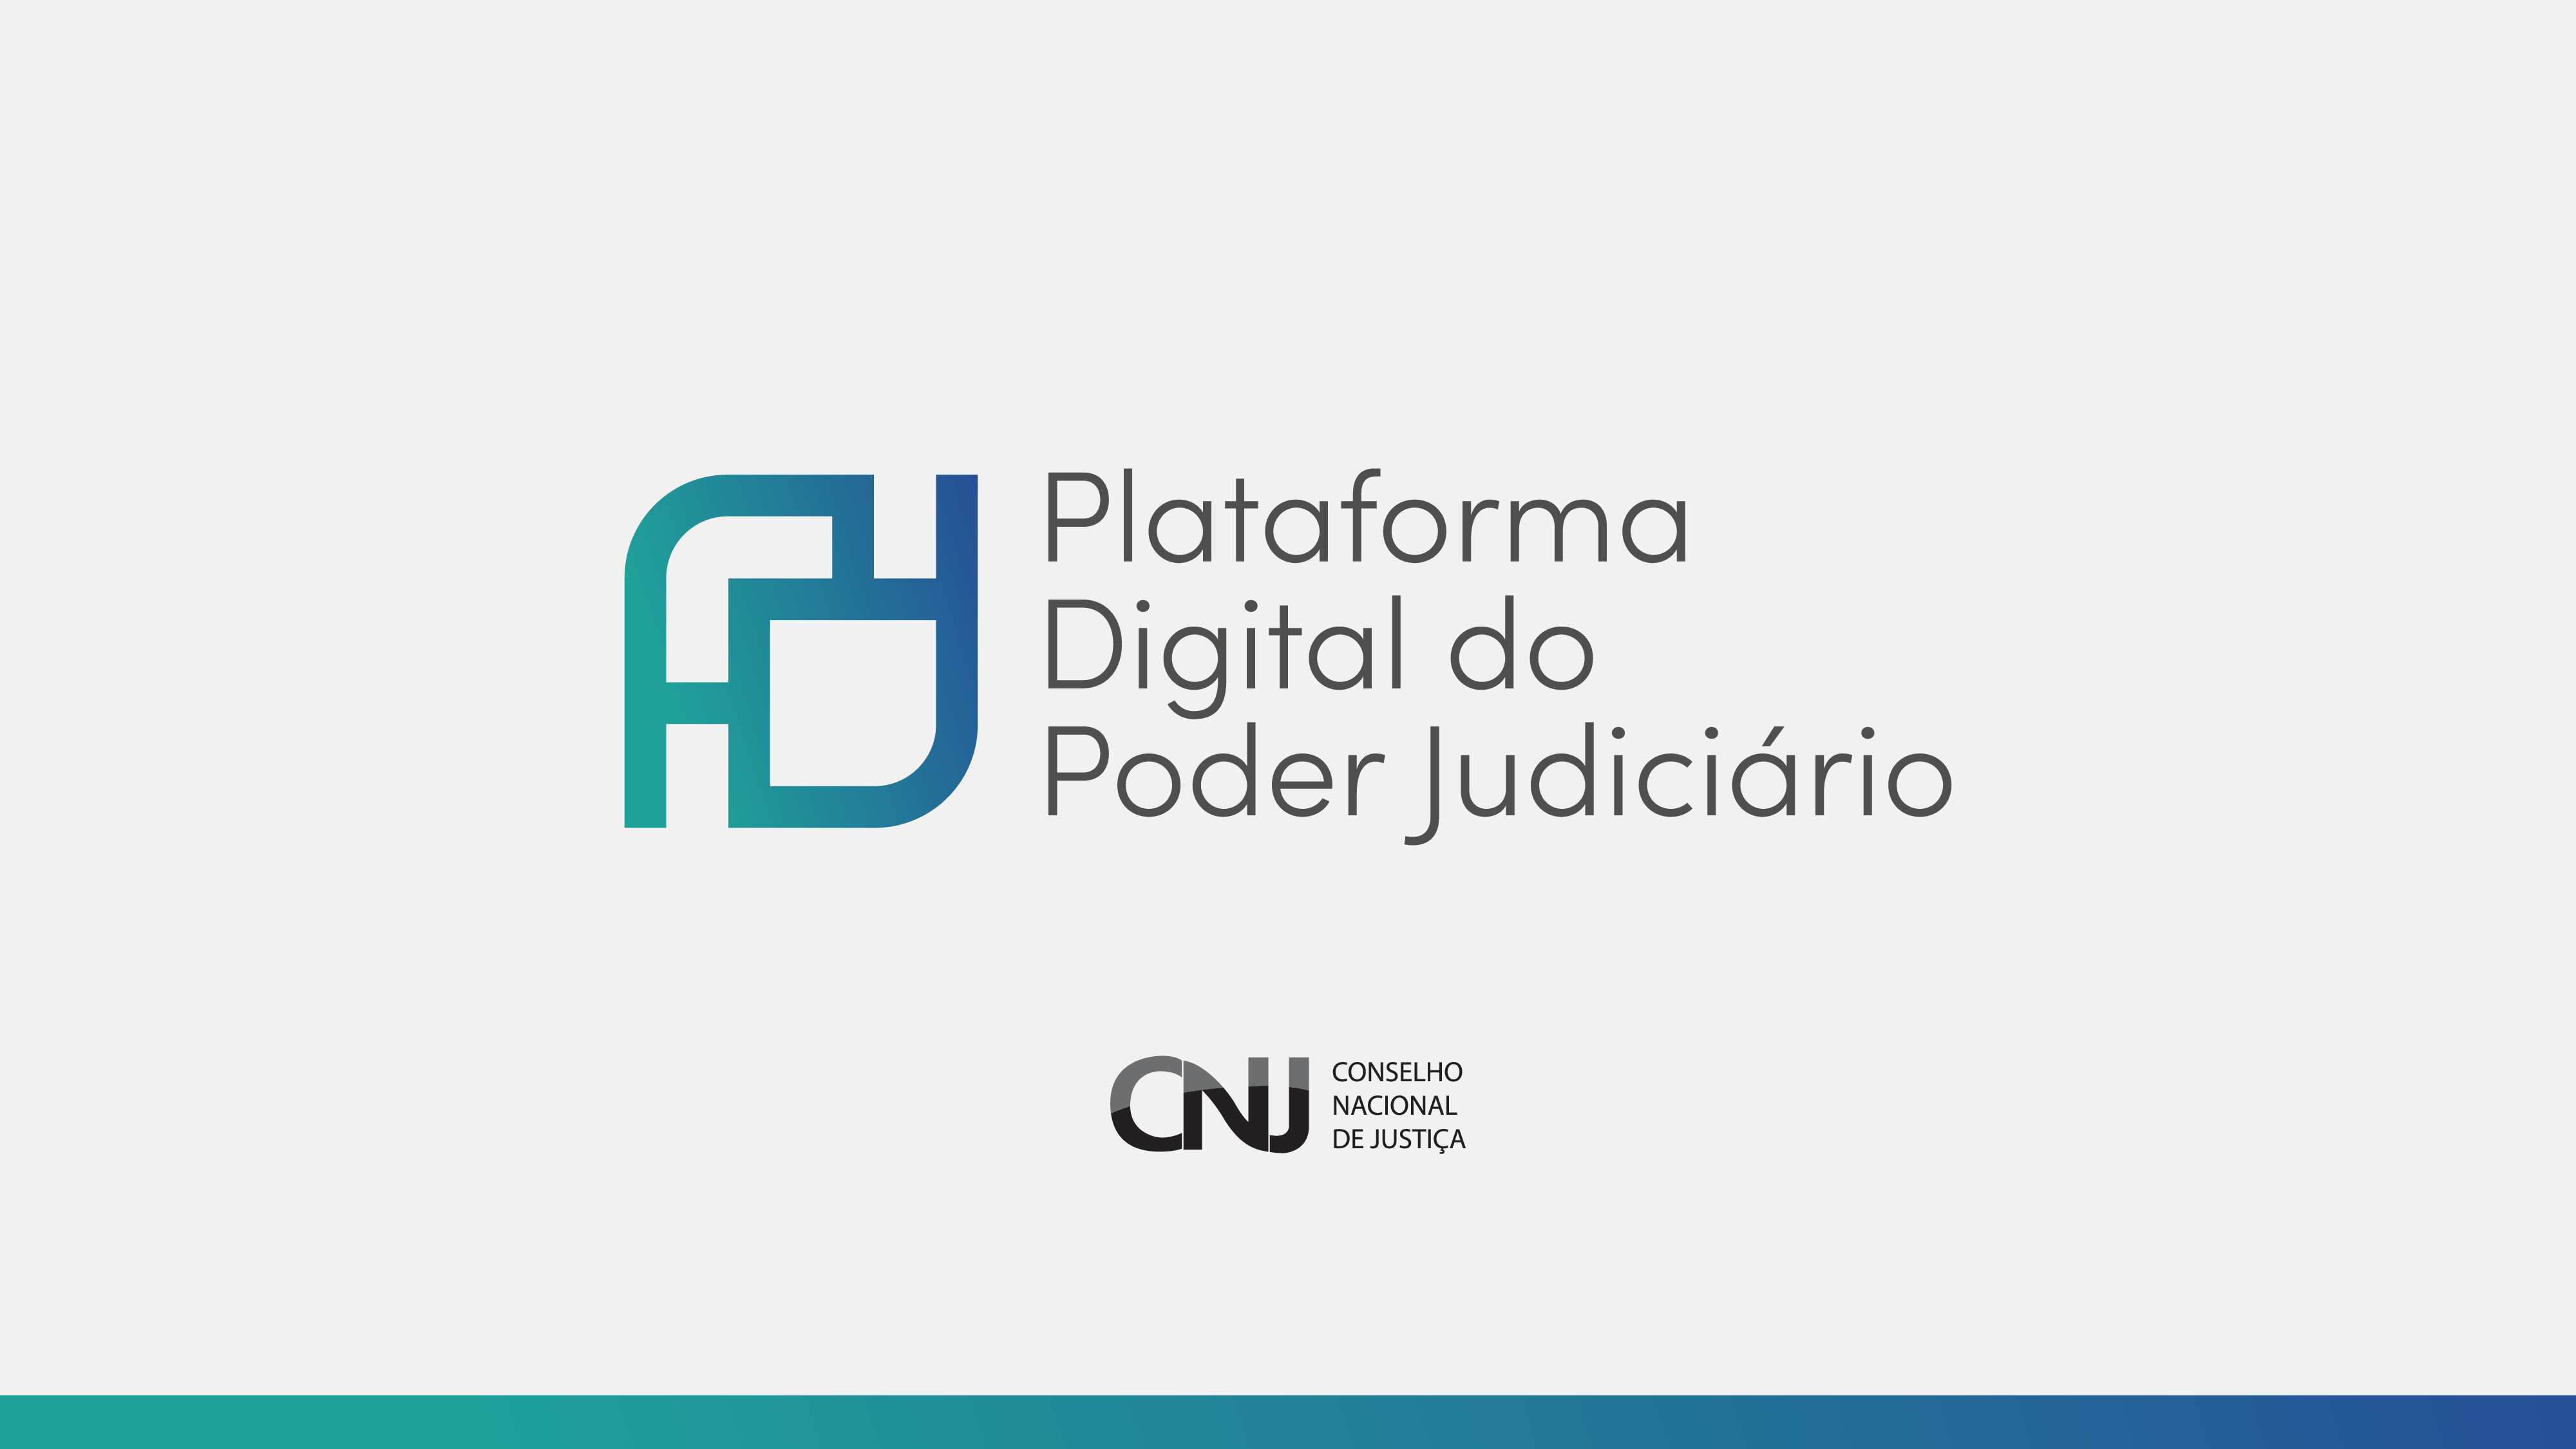 Plataforma
Digital do
Poder Judiciário
CNJ
CONSELHO
NACIONAL
DE JUSTIÇA